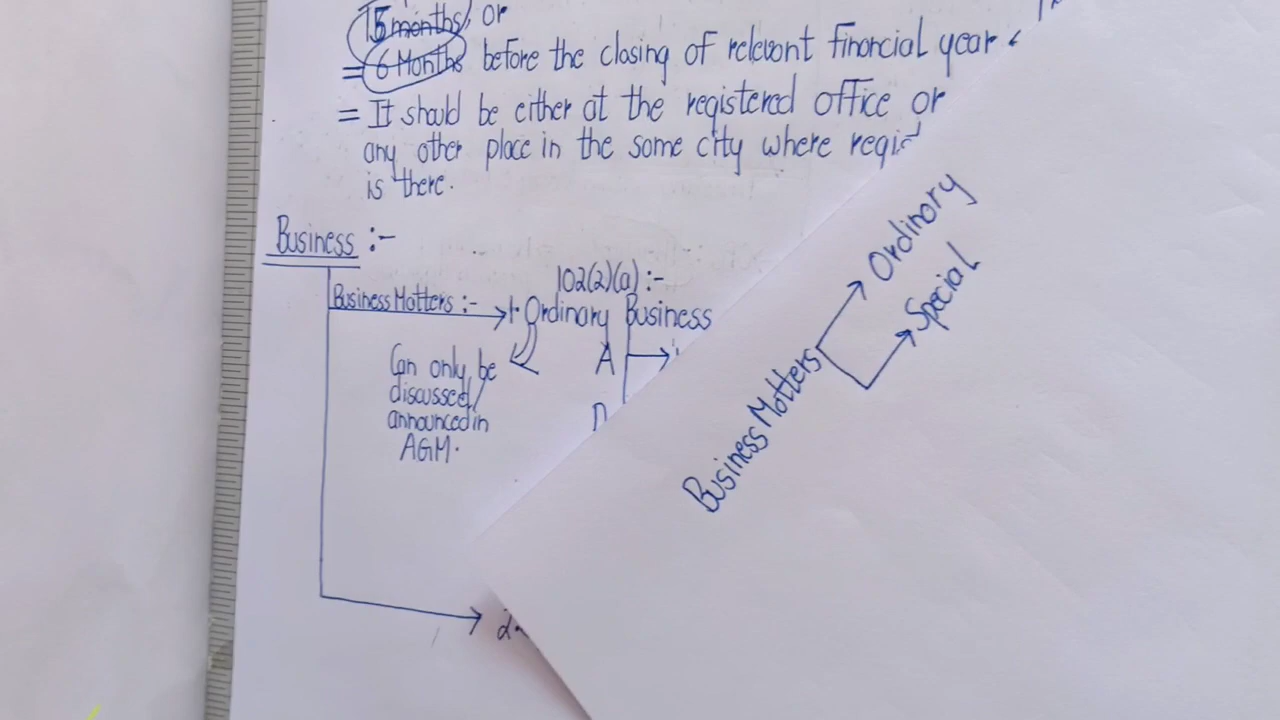 15 months, or
= 6 Months before the closing of relevant financial year
= It should be either at the registered office or
any other place in the same city where regis
is there.
Business :-
102(2)(a) :-
Business Matters :- → 1. Ordinary Business
A →
Can only be
discussed/
announced in
AGM.
2.
Business Matters
Ordinary
Special